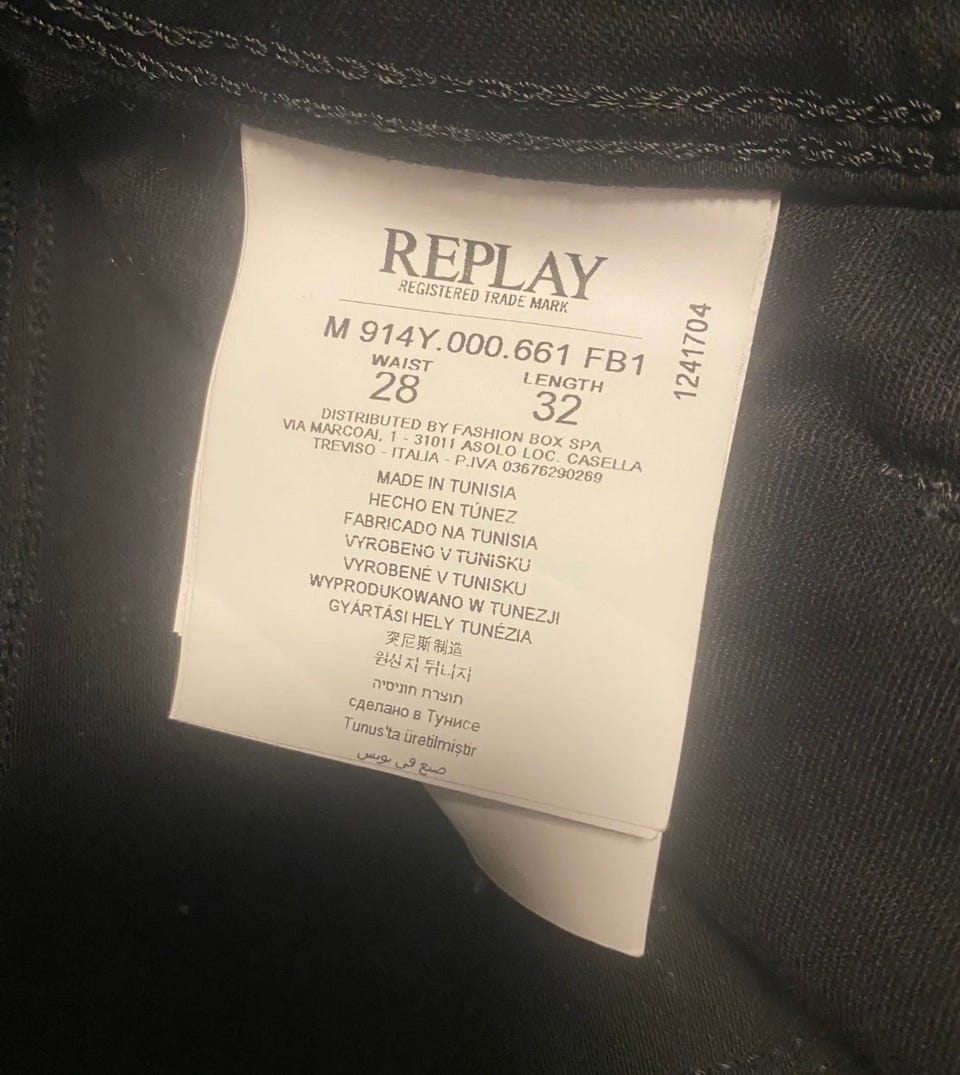 REPLAY
REGISTERED TRADE MARK
M 914Y.000.661 FB1
WAIST LENGTH
28 32
1241704
DISTRIBUTED BY FASHION BOX SPA
VIA MARCOAI, 1 - 31011 ASOLO LOC. CASELLA
TREVISO - ITALIA - P.IVA 03676290269
MADE IN TUNISIA
HECHO EN TÚNEZ
FABRICADO NA TUNISIA
VYROBENO V TUNISKU
VYROBENÉ V TUNISKU
WYPRODUKOWANO W TUNEZJI
GYÁRTÁSI HELY TUNÉZIA
突尼斯制造
원산지 튀니지
תוצרת תוניסיה
сделано в Тунисе
Tunus'ta üretilmiştir
صنع في تونس